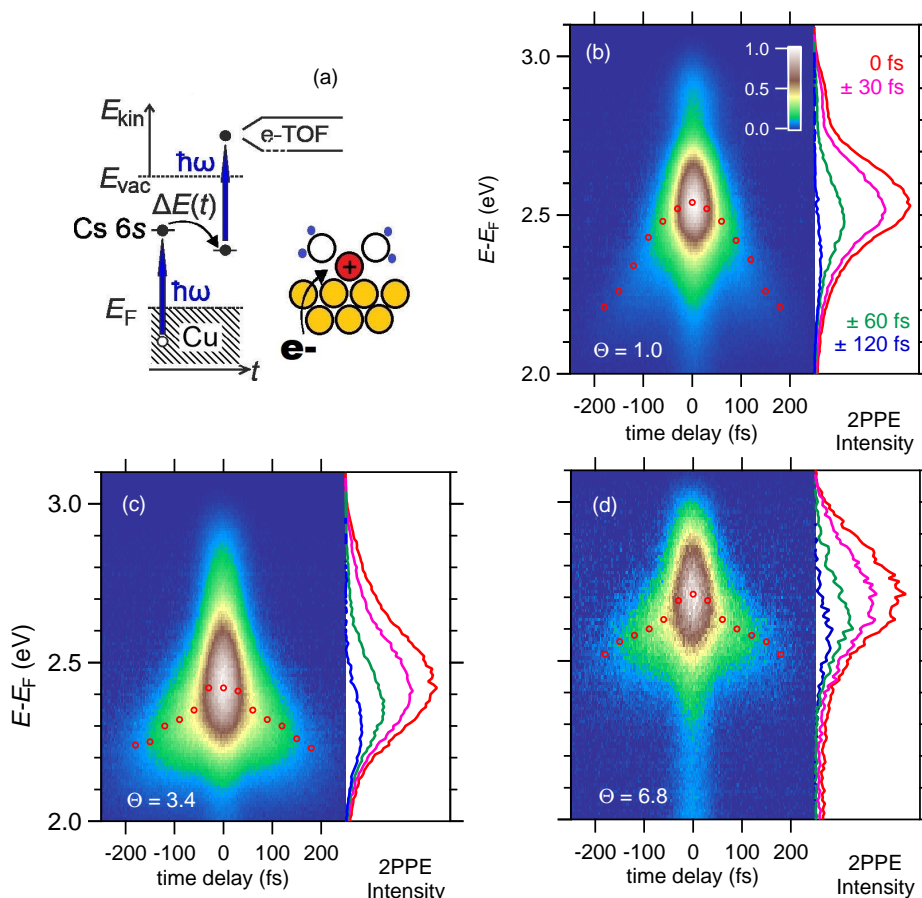 (a)
E_kin
e-TOF
ħω
E_vac
ΔE(t)
Cs 6s
+
ħω
E_F
Cu
e-
t
(b)
3.0
2.5
2.0
E-E_F (eV)
1.0
0.5
0.0
0 fs
± 30 fs
± 60 fs
± 120 fs
Θ = 1.0
-200 -100 0 100 200
time delay (fs)
2PPE
Intensity
(c)
3.0
2.5
2.0
E-E_F (eV)
Θ = 3.4
-200 -100 0 100 200
time delay (fs)
2PPE
Intensity
(d)
Θ = 6.8
-200 -100 0 100 200
time delay (fs)
2PPE
Intensity